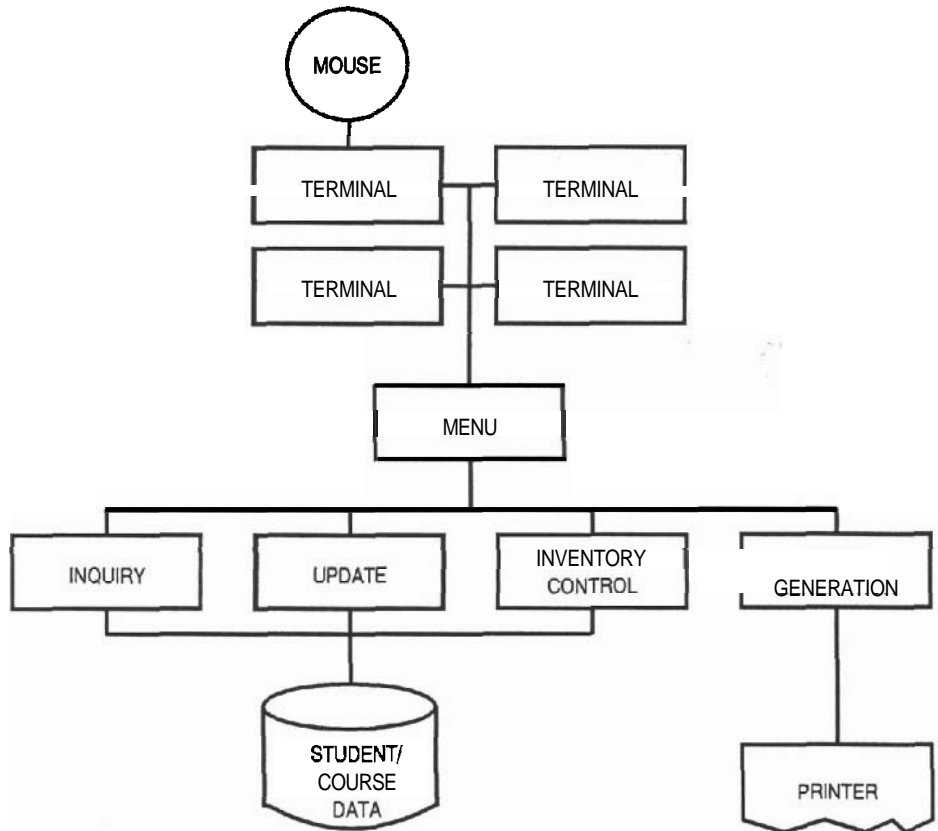 MOUSE
TERMINAL
TERMINAL
TERMINAL
TERMINAL
MENU
INQUIRY
UPDATE
INVENTORY
CONTROL
GENERATION
STUDENT/
COURSE
DATA
PRINTER